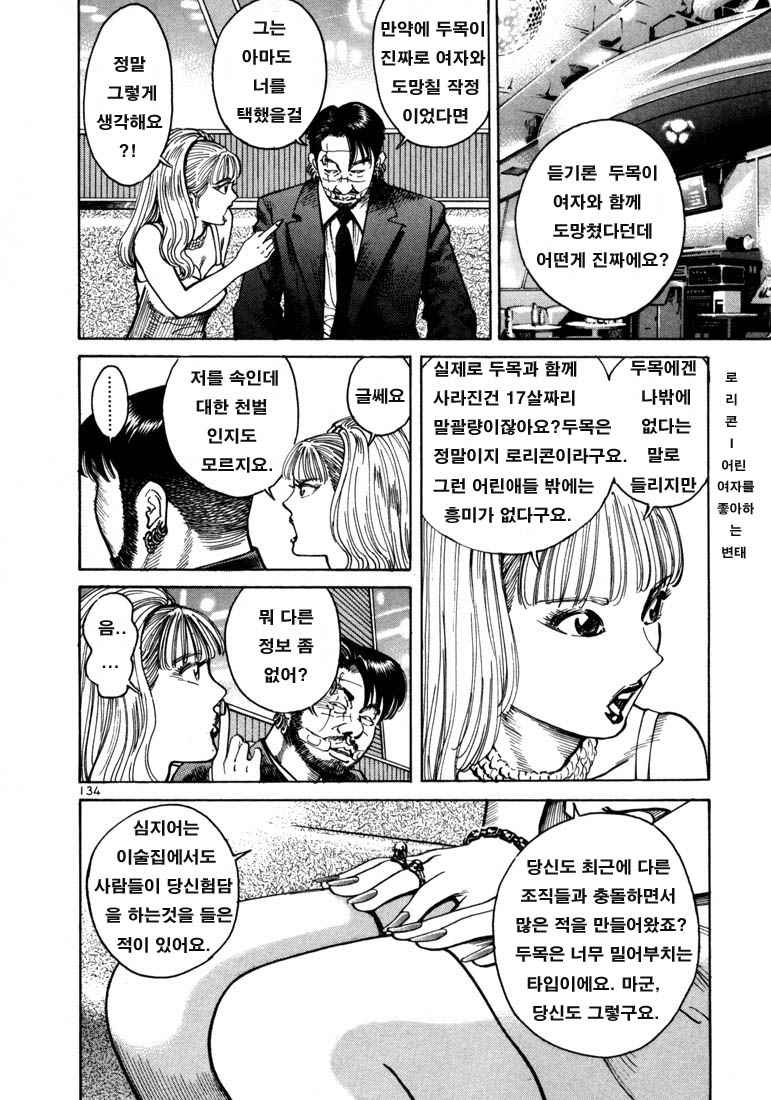 듣기론 두목이
여자와 함께
도망쳤다던데
어떤게 진짜에요?
만약에 두목이
진짜로 여자와
도망칠 작정
이었다면
그는
아마도
너를
택했을걸
정말
그렇게
생각해요
?!
두목에겐
나밖에
없다는
말로
들리지만
실제로 두목과 함께
사라진건 17살짜리
말괄량이잖아요?두목은
정말이지 로리콘이라구요.
그런 어린애들 밖에는
흥미가 없다구요.
로
리
콘
-
어린
여자를
좋아하
는
변태
글쎄요
저를 속인데
대한 천벌
인지도
모르지요.
………
뭐 다른
정보 좀
없어?
음..
...
134
당신도 최근에 다른
조직들과 충돌하면서
많은 적을 만들어왔죠?
두목은 너무 밀어부치는
타입이에요. 마군,
당신도 그렇구요.
심지어는
이술집에서도
사람들이 당신험담
을 하는것을 들은
적이 있어요.